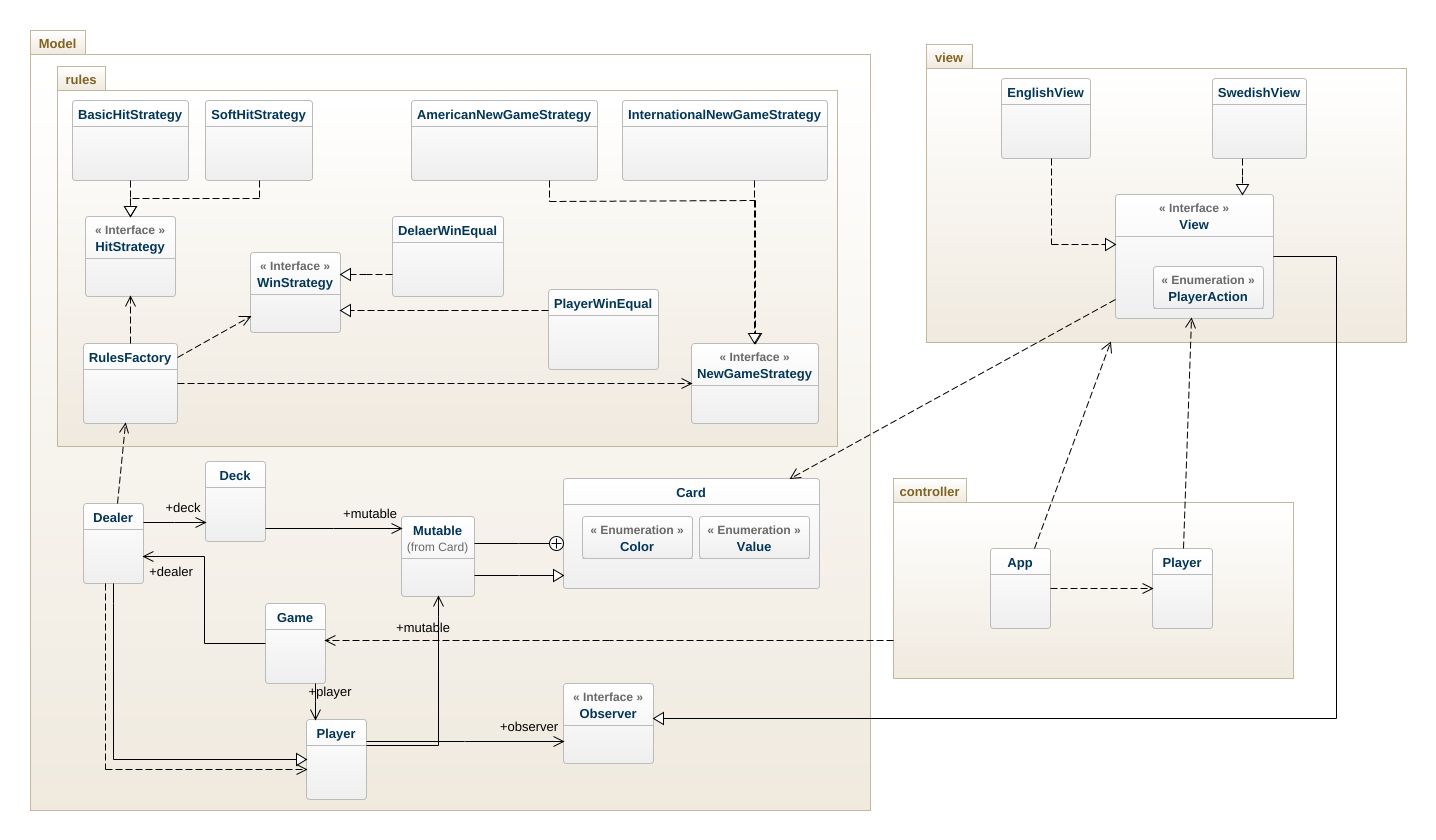 Model
rules
BasicHitStrategy
SoftHitStrategy
AmericanNewGameStrategy
InternationalNewGameStrategy
« Interface »
HitStrategy
DelaerWinEqual
« Interface »
WinStrategy
PlayerWinEqual
RulesFactory
« Interface »
NewGameStrategy
Deck
Card
+deck
+mutable
Dealer
Mutable
(from Card)
« Enumeration »
Color
« Enumeration »
Value
+dealer
Game
+mutable
+player
« Interface »
Observer
+observer
Player
view
EnglishView
SwedishView
« Interface »
View
« Enumeration »
PlayerAction
controller
App
Player